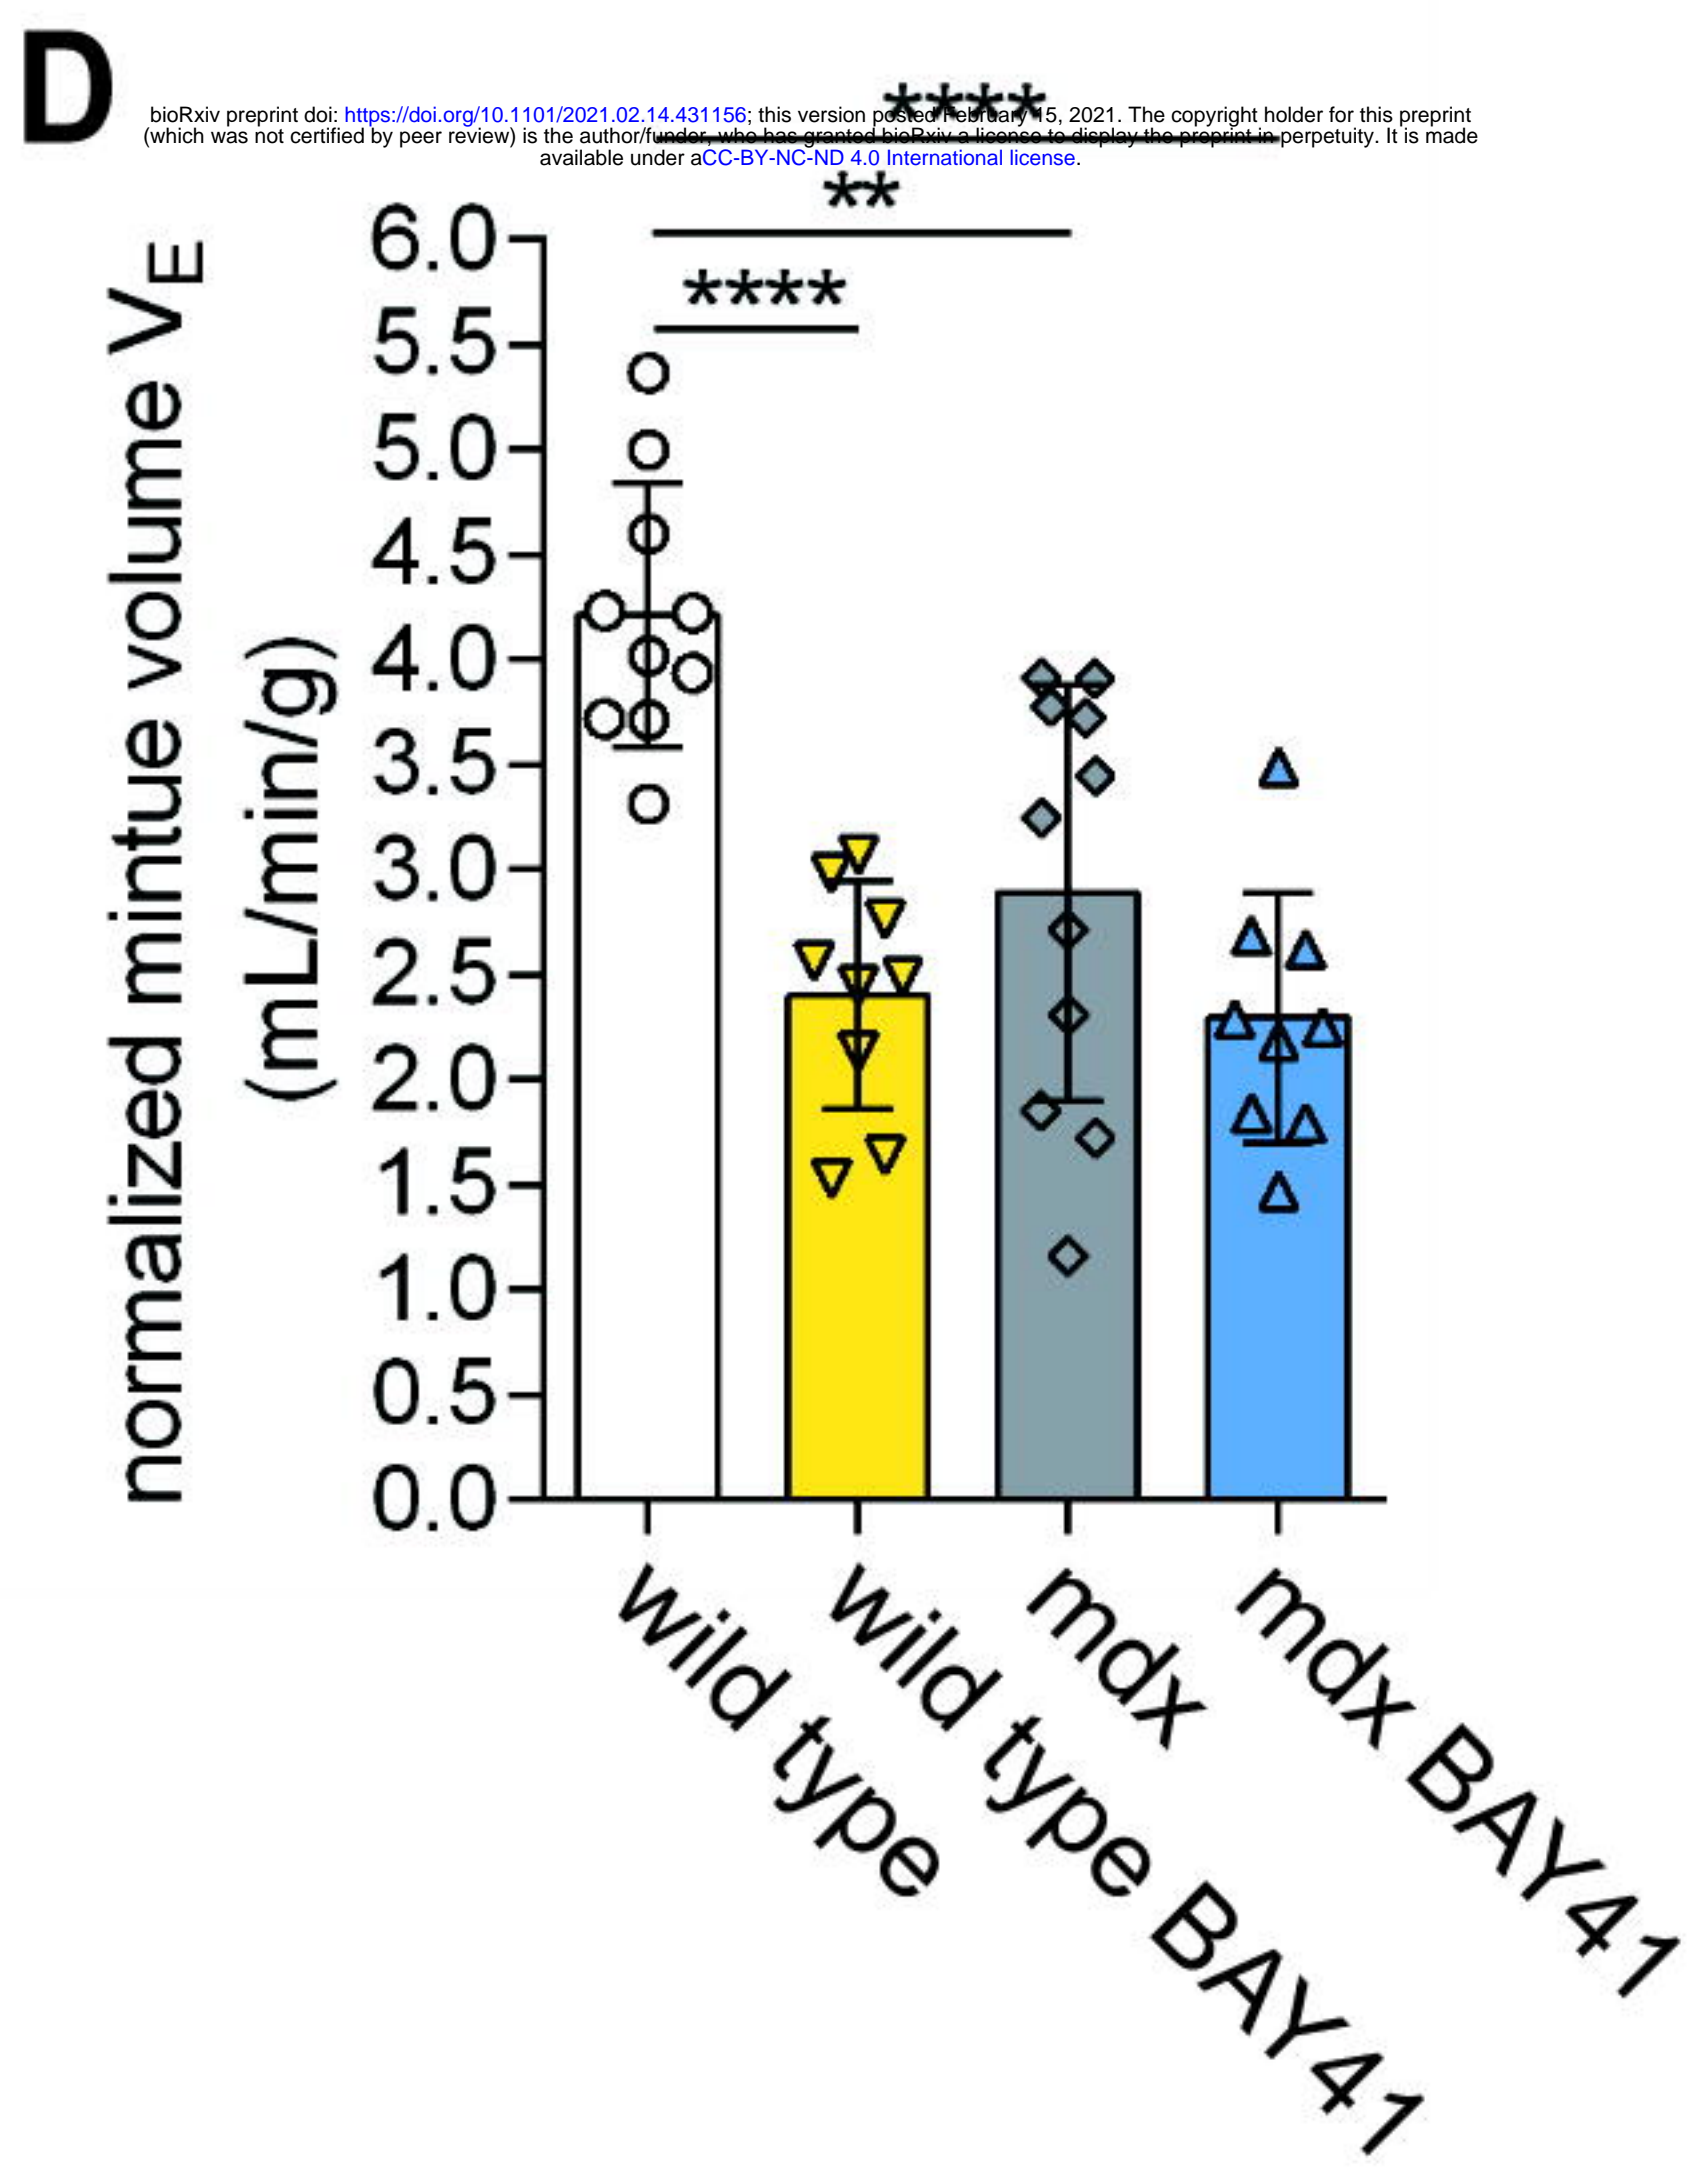 D
bioRxiv preprint doi: https://doi.org/10.1101/2021.02.14.431156; this version posted February 15, 2021. The copyright holder for this preprint
(which was not certified by peer review) is the author/funder, who has granted bioRxiv a license to display the preprint in perpetuity. It is made
available under aCC-BY-NC-ND 4.0 International license.
****
**
****
normalized mintue volume VE
(mL/min/g)
6.0
5.5
5.0
4.5
4.0
3.5
3.0
2.5
2.0
1.5
1.0
0.5
0.0
wild type
wild type BAY41
mdx
mdx BAY41